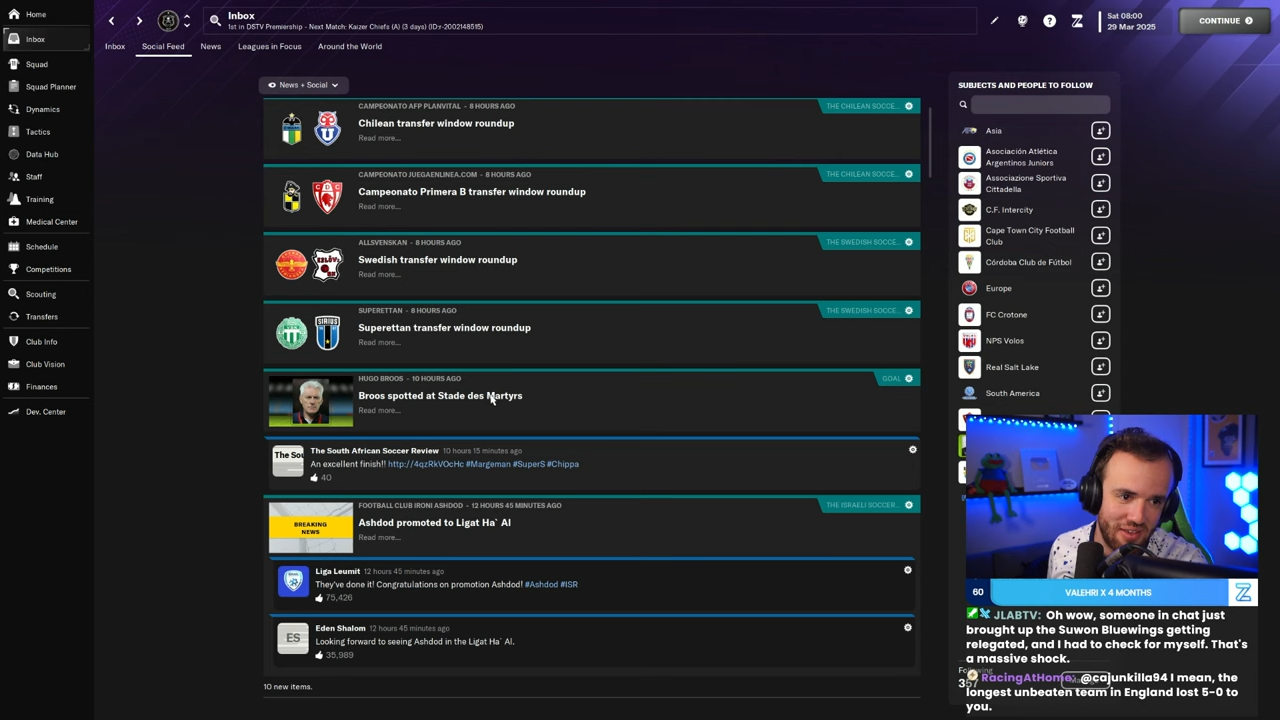 Home
Inbox
Squad
Squad Planner
Dynamics
Tactics
Data Hub
Staff
Training
Medical Center
Schedule
Competitions
Scouting
Transfers
Club Info
Club Vision
Finances
Dev. Center
Inbox
1st in DSTV Premiership - Next Match: Kaizer Chiefs (A) (3 days) (ID:r-2002148515)
Sat 08:00
29 Mar 2025
CONTINUE
Inbox
Social Feed
News
Leagues in Focus
Around the World
News + Social
CAMPEONATO AFP PLANVITAL - 8 HOURS AGO
THE CHILEAN SOCCE...
Chilean transfer window roundup
Read more...
CAMPEONATO JUEGAENLINEA.COM - 8 HOURS AGO
THE CHILEAN SOCCE...
Campeonato Primera B transfer window roundup
Read more...
ALLSVENSKAN - 8 HOURS AGO
THE SWEDISH SOCCE...
Swedish transfer window roundup
Read more...
SUPERETTAN - 8 HOURS AGO
THE SWEDISH SOCCE...
Superettan transfer window roundup
Read more...
HUGO BROOS - 10 HOURS AGO
GOAL
Broos spotted at Stade des Martyrs
Read more...
The Sou
The South African Soccer Review 10 hours 15 minutes ago
An excellent finish!! http://4qzRkVOcHc #Margeman #SuperS #Chippa
40
FOOTBALL CLUB IRONI ASHDOD - 12 HOURS 45 MINUTES AGO
THE ISRAELI SOCCER...
BREAKING
NEWS
Ashdod promoted to Ligat Ha` Al
Read more...
Liga Leumit 12 hours 45 minutes ago
They've done it! Congratulations on promotion Ashdod! #Ashdod #ISR
75,426
ES
Eden Shalom 12 hours 45 minutes ago
Looking forward to seeing Ashdod in the Ligat Ha` Al.
35,989
10 new items.
SUBJECTS AND PEOPLE TO FOLLOW
Asia
Asociación Atlética
Argentinos Juniors
Associazione Sportiva
Cittadella
C.F. Intercity
Cape Town City Football
Club
Córdoba Club de Fútbol
Europe
FC Crotone
NPS Volos
Real Salt Lake
South America
60
VALEHRI X 4 MONTHS
JLABTV: Oh wow, someone in chat just
brought up the Suwon Bluewings getting
relegated, and I had to check for myself. That's
a massive shock.
Following
357
RacingAtHome: @cajunkilla94 I mean, the
longest unbeaten team in England lost 5-0 to
you.